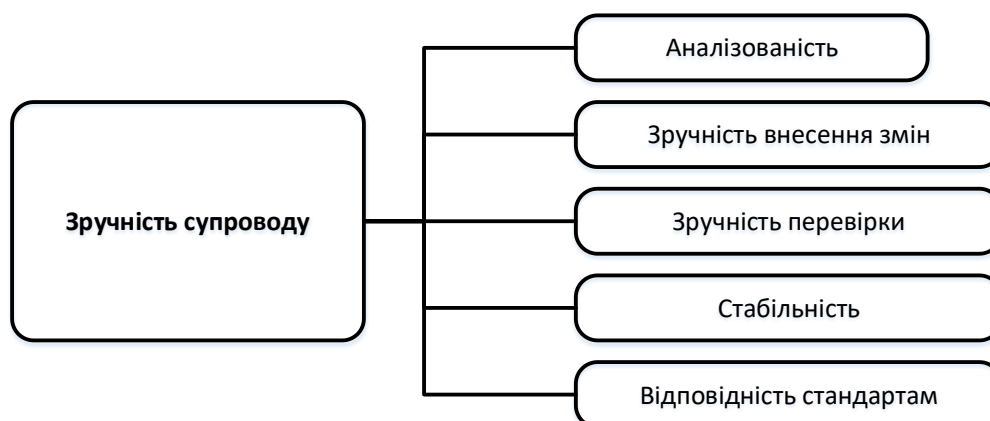 Аналізованість
Зручність внесення змін
Зручність супроводу
Зручність перевірки
Стабільність
Відповідність стандартам